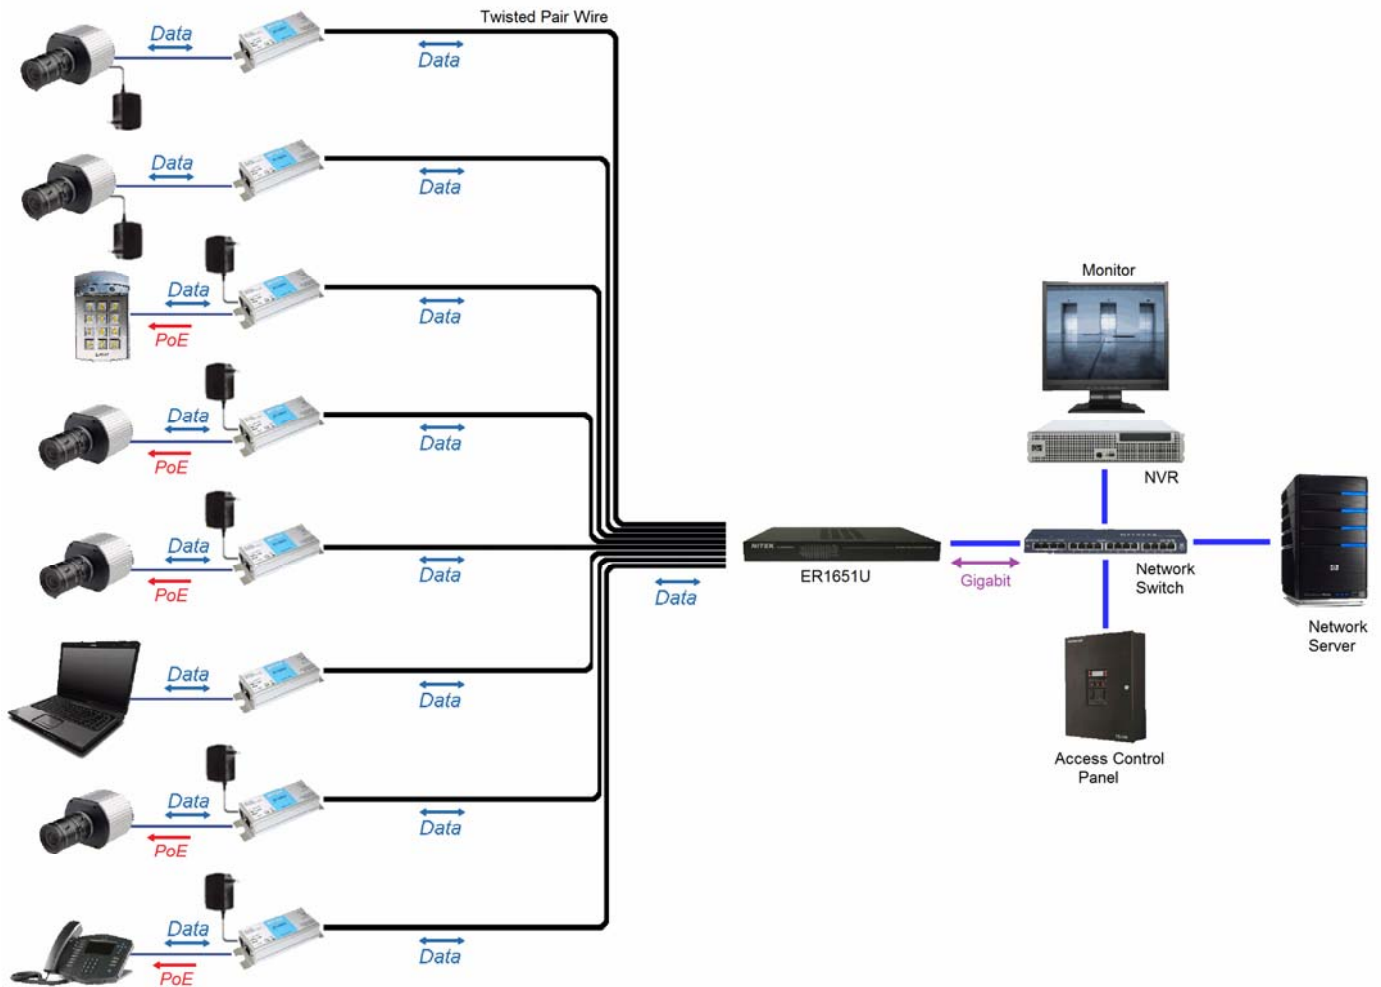 Twisted Pair Wire
Data
Data
Data
Data
Data
Data
PoE
Data
Data
PoE
Data
Data
PoE
Data
Data
Data
Data
Data
PoE
Data
Data
PoE
Data
Data
NITEK
ER1651U
Gigabit
Monitor
NVR
Network
Switch
Network
Server
Access Control
Panel